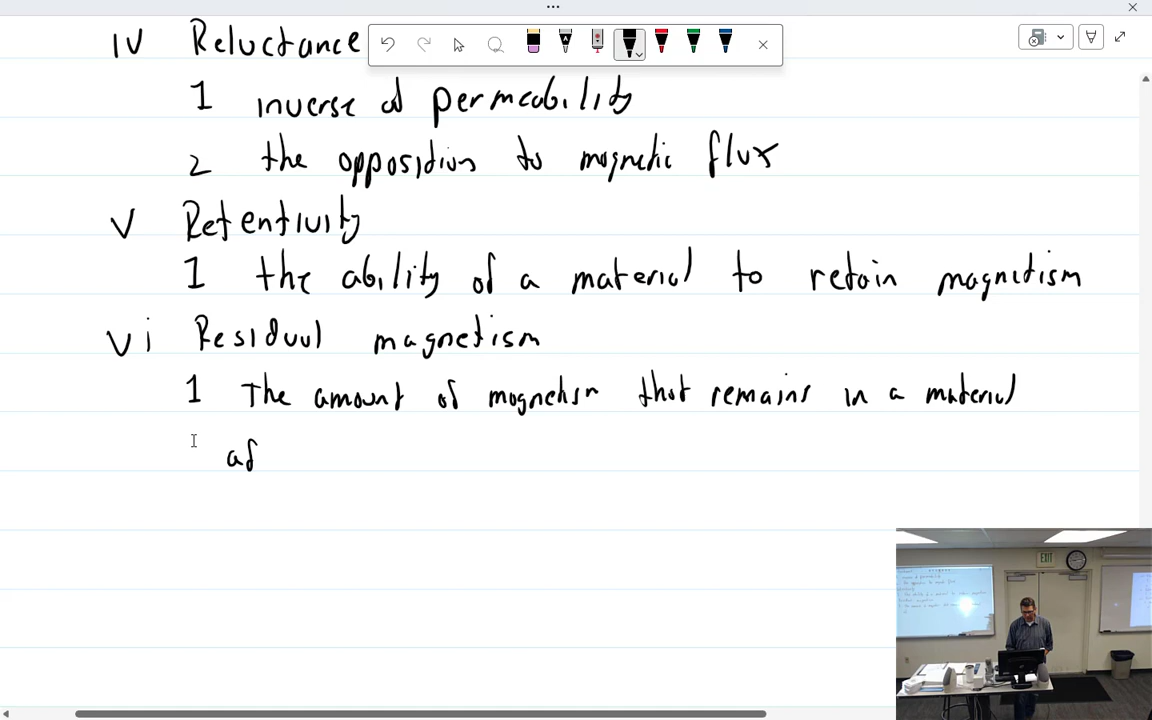 iv Reluctance
1 inverse of permeability
2 the opposition to magnetic flux
v Retentivity
1 the ability of a material to retain magnetism
vi Residual magnetism
1 The amount of magnetism that remains in a material
af
EXIT